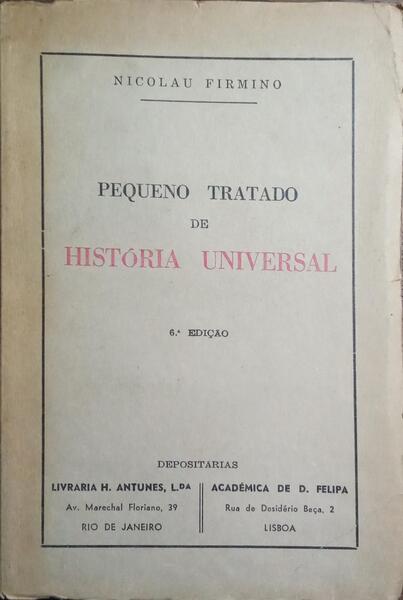 NICOLAU FIRMINO
PEQUENO TRATADO
DE
HISTÓRIA UNIVERSAL
6.ª EDIÇÃO
DEPOSITARIAS
LIVRARIA H. ANTUNES, L.DA
Av. Marechal Floriano, 39
RIO DE JANEIRO
ACADÉMICA DE D. FELIPA
Rua de Dosidério Beça, 2
LISBOA